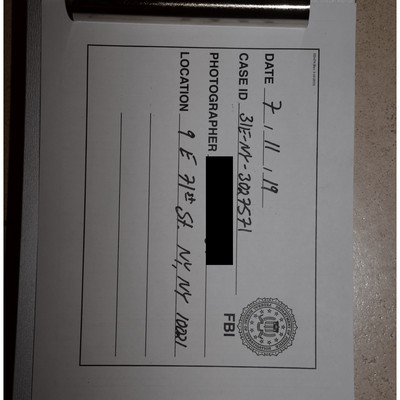 DATE 7.11.19
CASE ID 31E-NY-3027571
PHOTOGRAPHER
LOCATION 9 E 71st St. NY, NY 10021
FBI